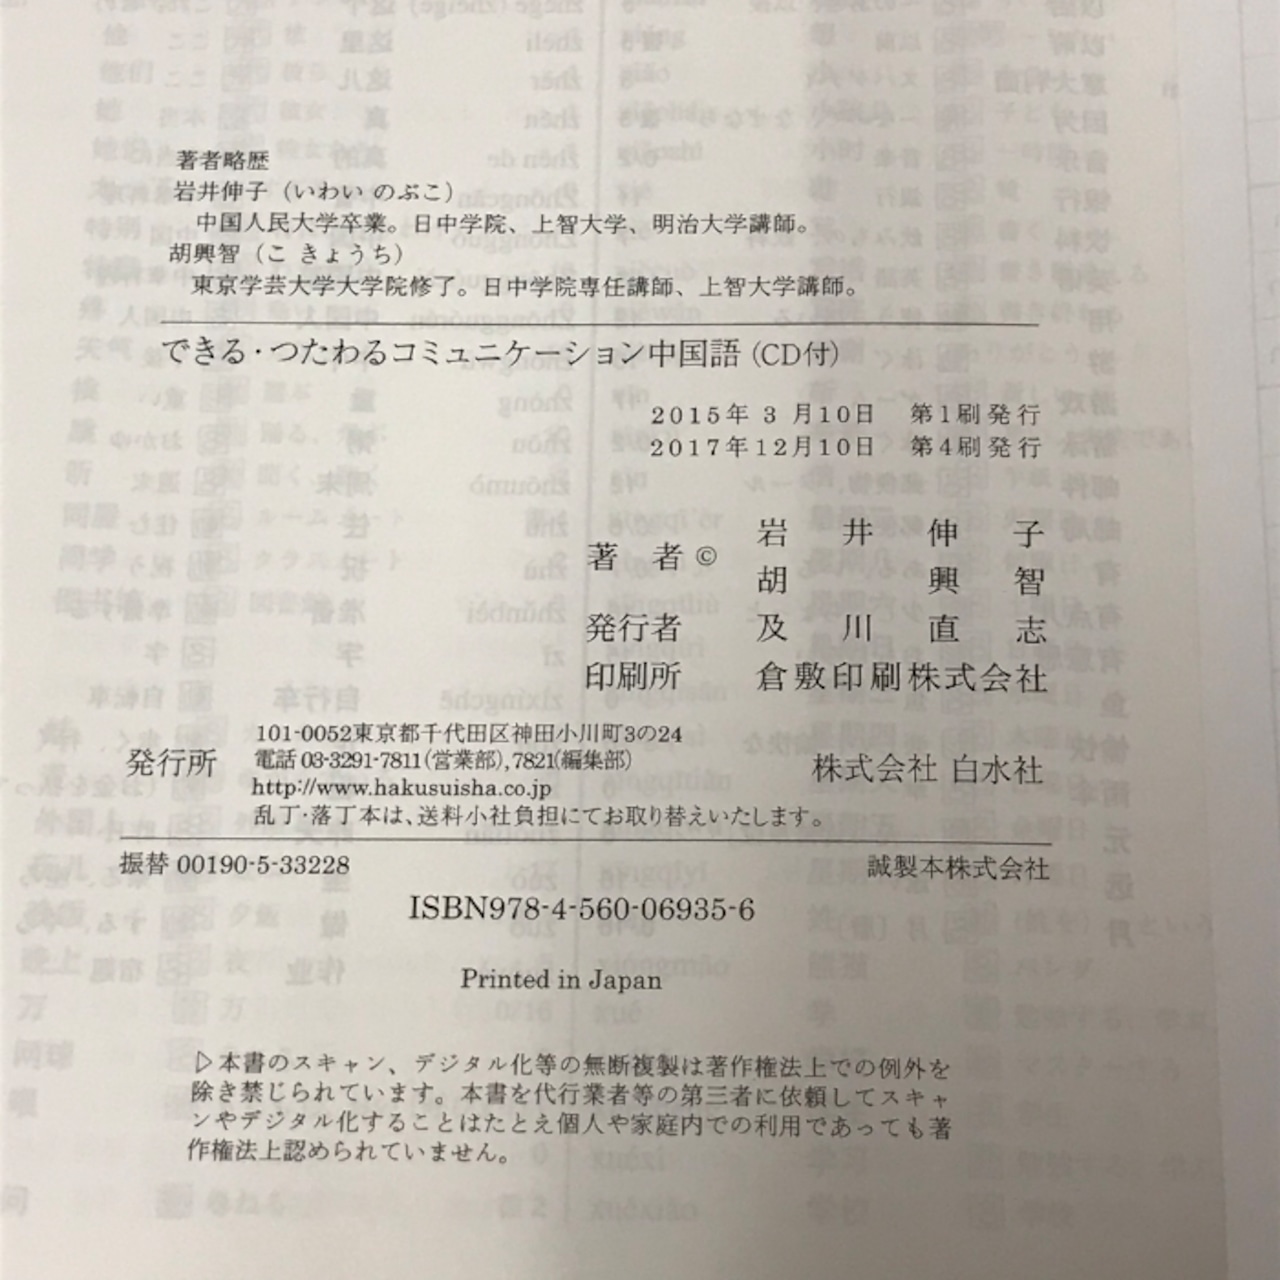 著者略歴
岩井伸子（いわい のぶこ）
中国人民大学卒業。日中学院、上智大学、明治大学講師。
胡興智（こ きょうち）
東京学芸大学大学院修了。日中学院専任講師、上智大学講師。
できる・つたわるコミュニケーション中国語（CD付）
2015年 3 月10日　第1刷発行
2017年12月10日　第4刷発行
著　者 © 岩　井　伸　子
胡　　　興　智
発行者　及　川　直　志
印刷所　倉敷印刷株式会社
発行所
101-0052東京都千代田区神田小川町3の24
電話 03-3291-7811（営業部）, 7821（編集部）
http://www.hakusuisha.co.jp
乱丁・落丁本は、送料小社負担にてお取り替えいたします。
株式会社 白水社
振替 00190-5-33228　誠製本株式会社
ISBN978-4-560-06935-6
Printed in Japan
▷本書のスキャン、デジタル化等の無断複製は著作権法上での例外を
除き禁じられています。本書を代行業者等の第三者に依頼してスキャ
ンやデジタル化することはたとえ個人や家庭内での利用であっても著
作権法上認められていません。